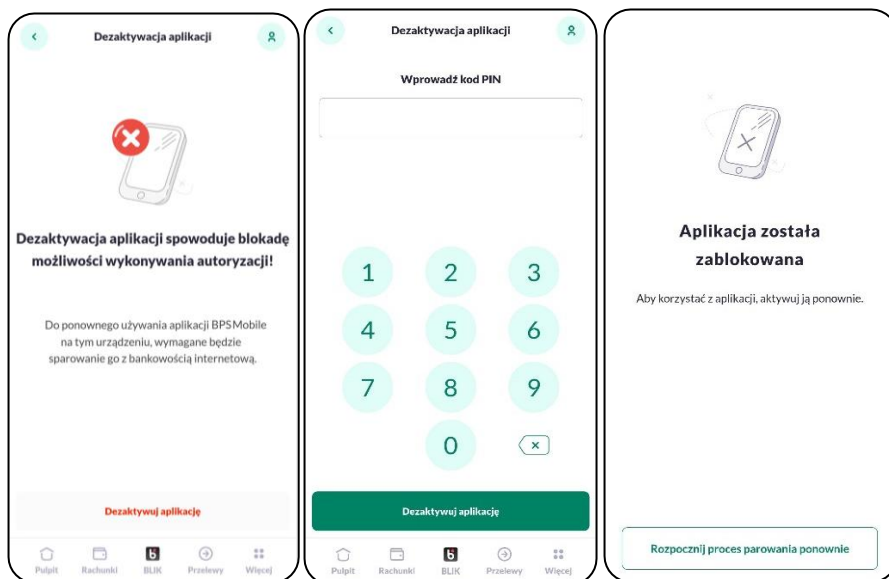 Dezaktywacja aplikacji
Dezaktywacja aplikacji spowoduje blokadę
możliwości wykonywania autoryzacji!
Do ponownego używania aplikacji BPSMobile
na tym urządzeniu, wymagane będzie
sparowanie go z bankowością internetową.
Dezaktywuj aplikację
Pulpit Rachunki BLIK Przelewy Więcej
Dezaktywacja aplikacji
Wprowadź kod PIN
1 2 3
4 5 6
7 8 9
0
Dezaktywuj aplikację
Pulpit Rachunki BLIK Przelewy Więcej
Aplikacja została
zablokowana
Aby korzystać z aplikacji, aktywuj ją ponownie.
Rozpocznij proces parowania ponownie